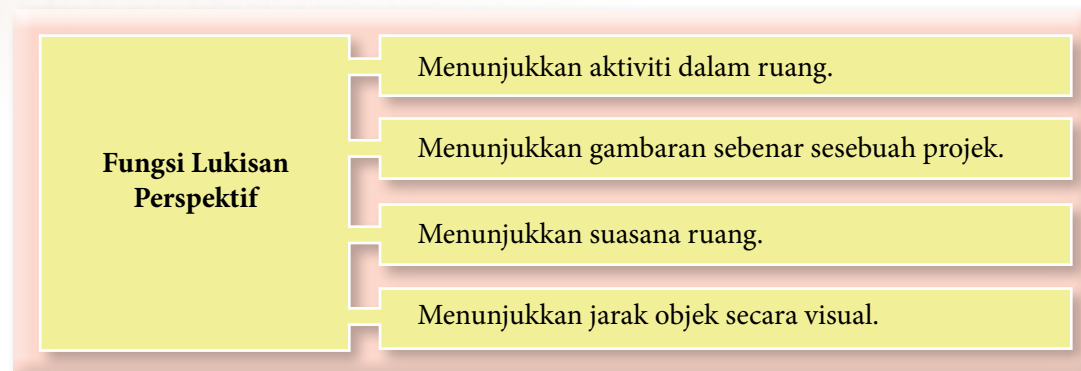 Fungsi Lukisan
Perspektif
Menunjukkan aktiviti dalam ruang.
Menunjukkan gambaran sebenar sesebuah projek.
Menunjukkan suasana ruang.
Menunjukkan jarak objek secara visual.